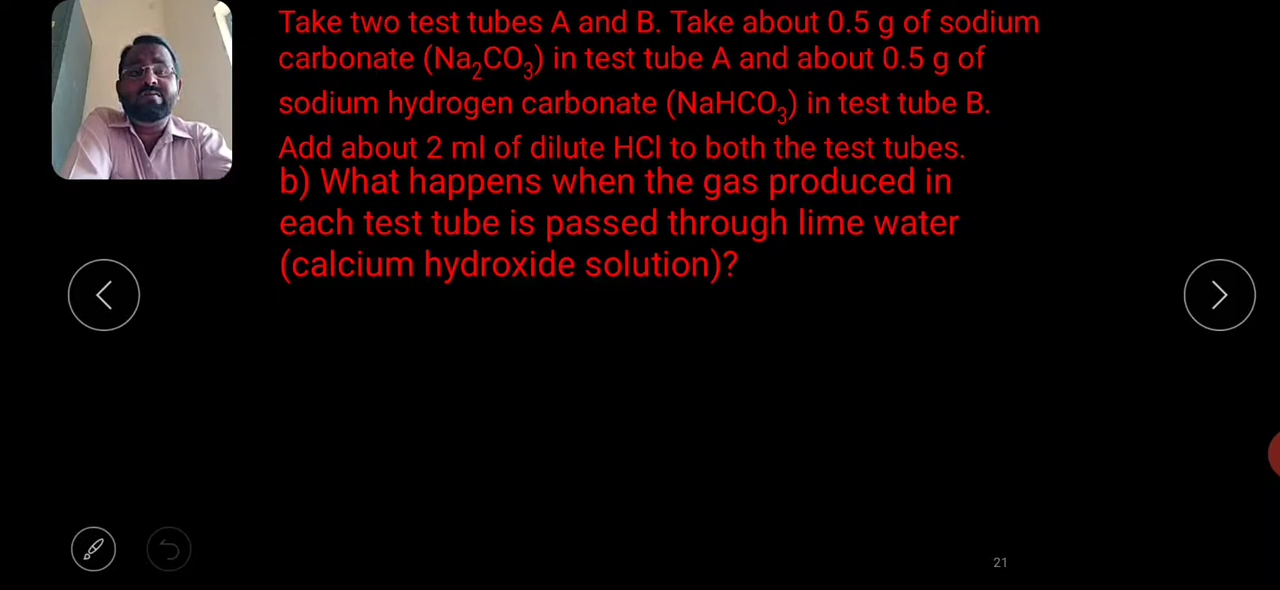 Take two test tubes A and B. Take about 0.5 g of sodium
carbonate (Na₂CO₃) in test tube A and about 0.5 g of
sodium hydrogen carbonate (NaHCO₃) in test tube B.
Add about 2 ml of dilute HCl to both the test tubes.
b) What happens when the gas produced in
each test tube is passed through lime water
(calcium hydroxide solution)?
21